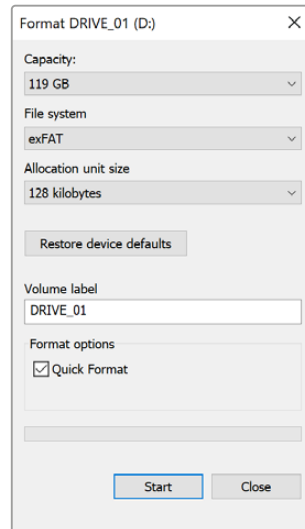 Format DRIVE_01 (D:)
Capacity:
119 GB
File system
exFAT
Allocation unit size
128 kilobytes
Restore device defaults
Volume label
DRIVE_01
Format options
Quick Format
Start
Close